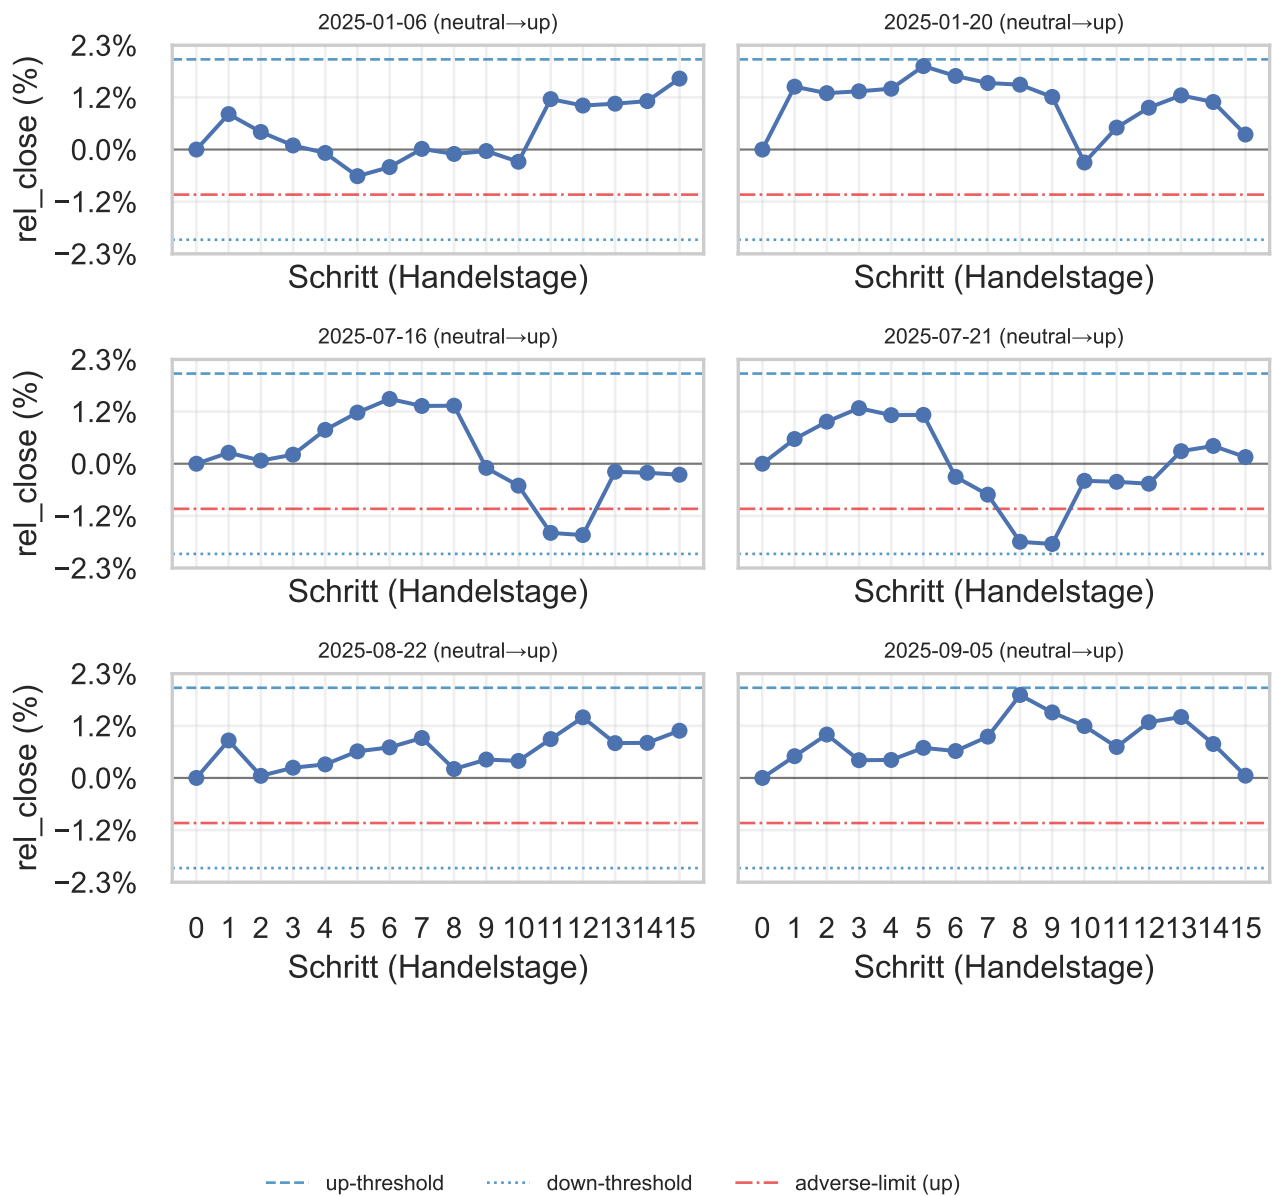 2025-01-06 (neutral→up)
2025-01-20 (neutral→up)
rel_close (%)
2.3%
1.2%
0.0%
−1.2%
−2.3%
Schritt (Handelstage)
Schritt (Handelstage)
2025-07-16 (neutral→up)
2025-07-21 (neutral→up)
rel_close (%)
2.3%
1.2%
0.0%
−1.2%
−2.3%
Schritt (Handelstage)
Schritt (Handelstage)
2025-08-22 (neutral→up)
2025-09-05 (neutral→up)
rel_close (%)
2.3%
1.2%
0.0%
−1.2%
−2.3%
0 1 2 3 4 5 6 7 8 9 10 11 12 13 14 15
0 1 2 3 4 5 6 7 8 9 10 11 12 13 14 15
Schritt (Handelstage)
Schritt (Handelstage)
up-threshold
down-threshold
adverse-limit (up)